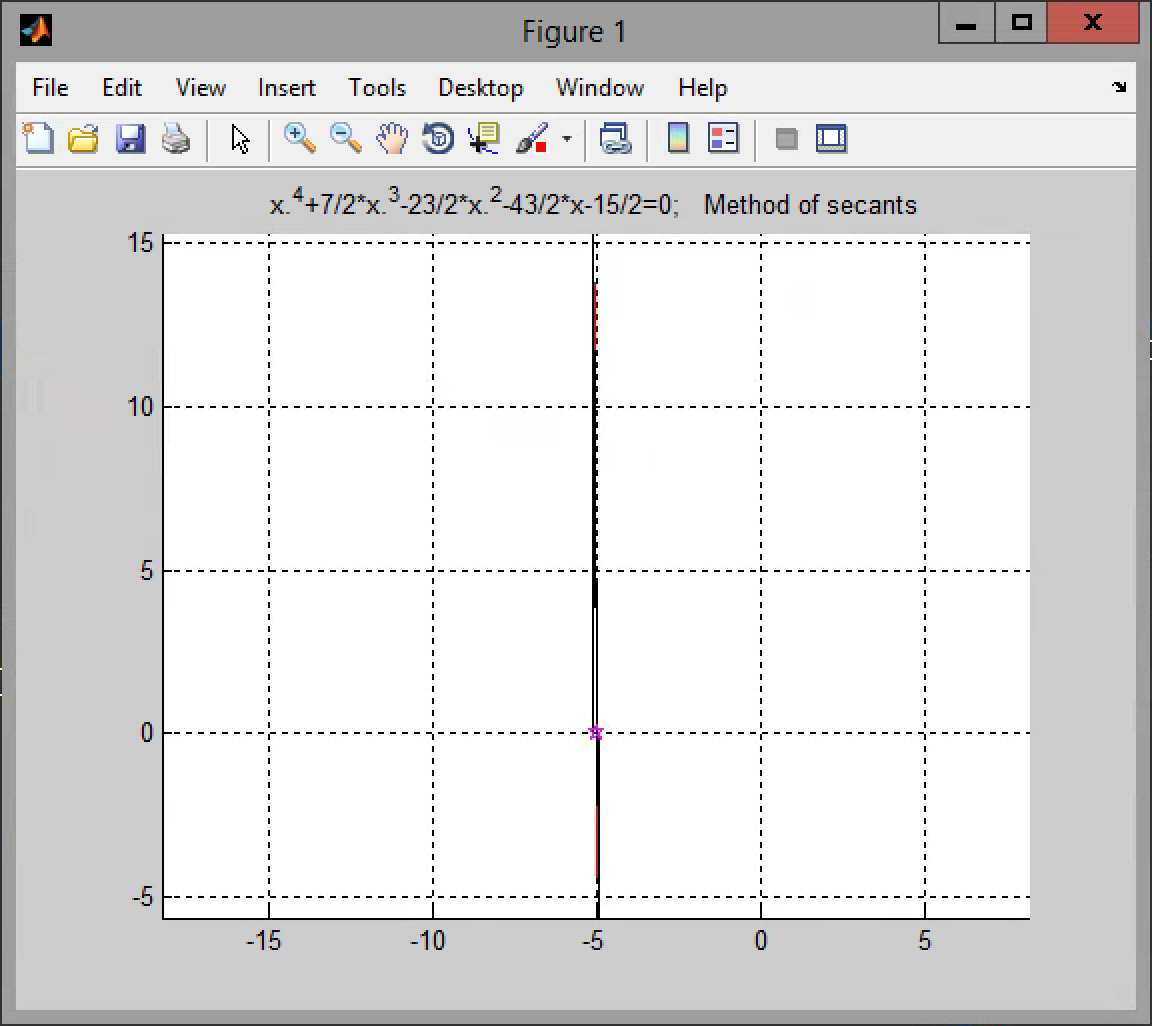 Figure 1
File Edit View Insert Tools Desktop Window Help
x.^4+7/2*x.^3-23/2*x.^2-43/2*x-15/2=0; Method of secants
15
10
5
0
-5
-15 -10 -5 0 5